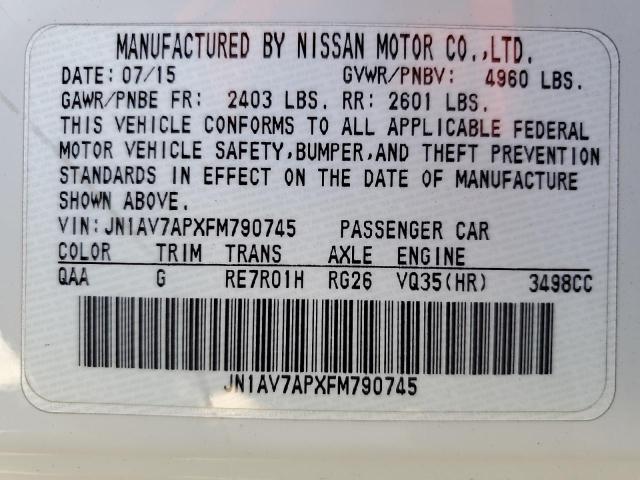 MANUFACTURED BY NISSAN MOTOR CO.,LTD.
DATE: 07/15 GVWR/PNBV: 4960 LBS.
GAWR/PNBE FR: 2403 LBS. RR: 2601 LBS.
THIS VEHICLE CONFORMS TO ALL APPLICABLE FEDERAL
MOTOR VEHICLE SAFETY,BUMPER,AND THEFT PREVENTION
STANDARDS IN EFFECT ON THE DATE OF MANUFACTURE
SHOWN ABOVE.
VIN:JN1AV7APXFM790745 PASSENGER CAR
COLOR TRIM TRANS AXLE ENGINE
QAA G RE7R01H RG26 VQ35(HR) 3498CC
JN1AV7APXFM790745